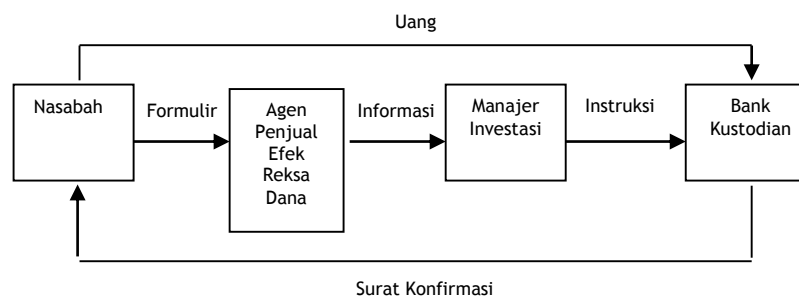 Uang
Nasabah
Formulir
Agen
Penjual
Efek
Reksa
Dana
Informasi
Manajer
Investasi
Instruksi
Bank
Kustodian
Surat Konfirmasi